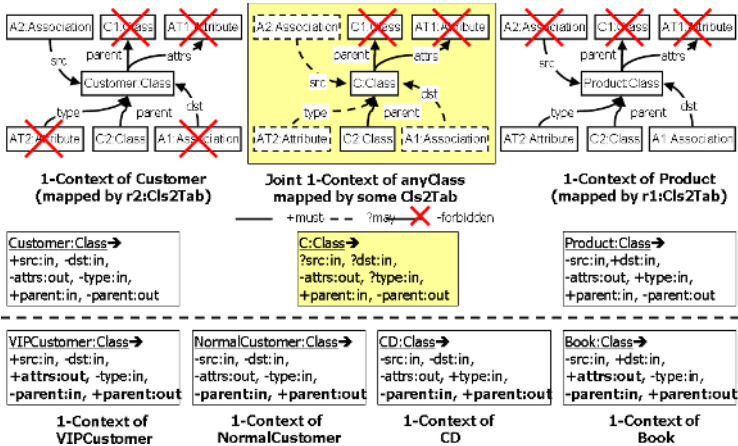 A2:Association C1:Class AT1:Attribute
parent
attrs
src
Customer:Class
type
parent
dst
AT2:Attribute C2:Class A1:Association
1-Context of Customer
(mapped by r2:Cls2Tab)
A2:Association C1:Class AT1:Attribute
parent
attrs
src
C:Class
type
parent
dst
AT2:Attribute C2:Class A1:Association
Joint 1-Context of anyClass
mapped by some Cls2Tab
A2:Association C1:Class AT1:Attribute
parent
attrs
src
Product:Class
type
parent
dst
AT2:Attribute C2:Class A1:Association
1-Context of Product
(mapped by r1:Cls2Tab)
+must ?may -forbidden
Customer:Class➔
+src:in, -dst:in,
-attrs:out, -type:in,
+parent:in, -parent:out
C:Class➔
?src:in, ?dst:in,
-attrs:out, ?type:in,
+parent:in, -parent:out
Product:Class➔
-src:in,+dst:in,
-attrs:out, +type:in,
+parent:in, -parent:out
VIPCustomer:Class➔
+src:in, -dst:in,
+attrs:out, -type:in,
-parent:in, +parent:out
1-Context of
VIPCustomer
NormalCustomer:Class➔
-src:in, -dst:in,
-attrs:out, -type:in,
-parent:in, +parent:out
1-Context of
NormalCustomer
CD:Class➔
-src:in, -dst:in,
-attrs:out, +type:in,
-parent:in, +parent:out
1-Context of
CD
Book:Class➔
-src:in, +dst:in,
+attrs:out, -type:in,
-parent:in, +parent:out
1-Context of
Book